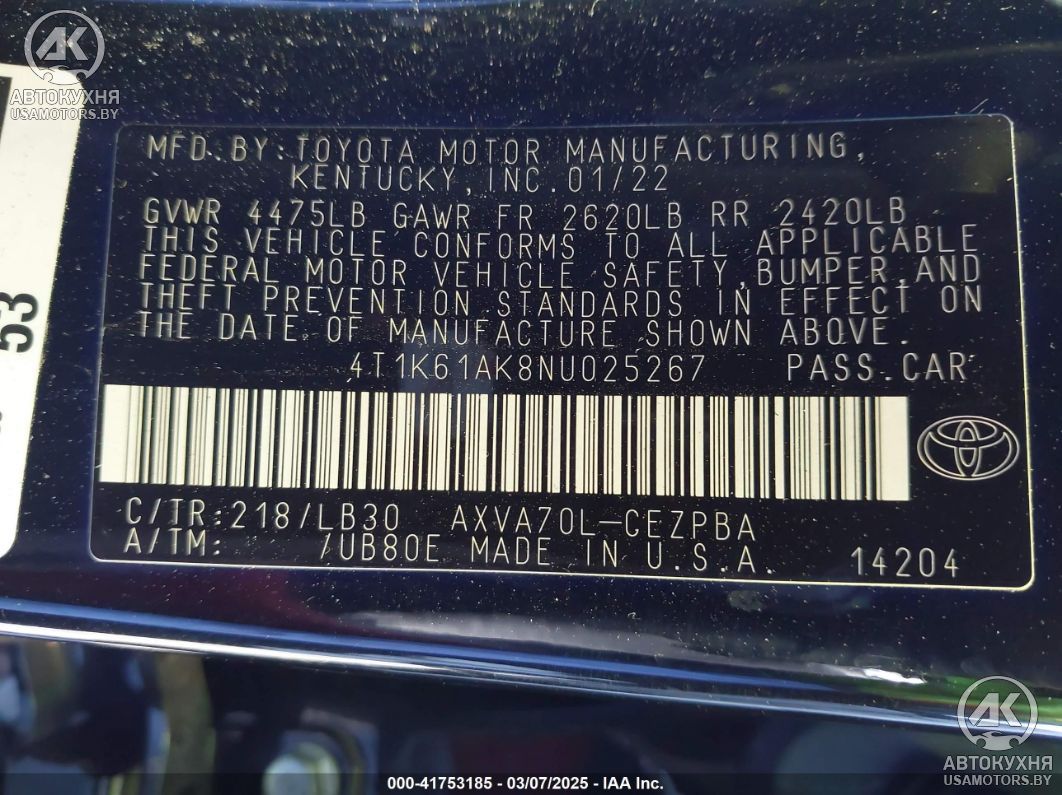 AK
АВТОКУХНЯ
USAMOTORS.BY
53
MFD.BY:TOYOTA MOTOR MANUFACTURING,
KENTUCKY,INC.01/22
GVWR 4475LB GAWR FR 2620LB RR 2420LB
THIS VEHICLE CONFORMS TO ALL APPLICABLE
FEDERAL MOTOR VEHICLE SAFETY,BUMPER,AND
THEFT PREVENTION STANDARDS IN EFFECT ON
THE DATE OF MANUFACTURE SHOWN ABOVE.
4T1K61AK8NU025267 PASS.CAR
C/TR:218/LB30 AXVA70L-CEZPBA
A/TM: /UB80E MADE IN U.S.A. 14204
AK
АВТОКУХНЯ
USAMOTORS.BY
000-41753185 - 03/07/2025 - IAA Inc.